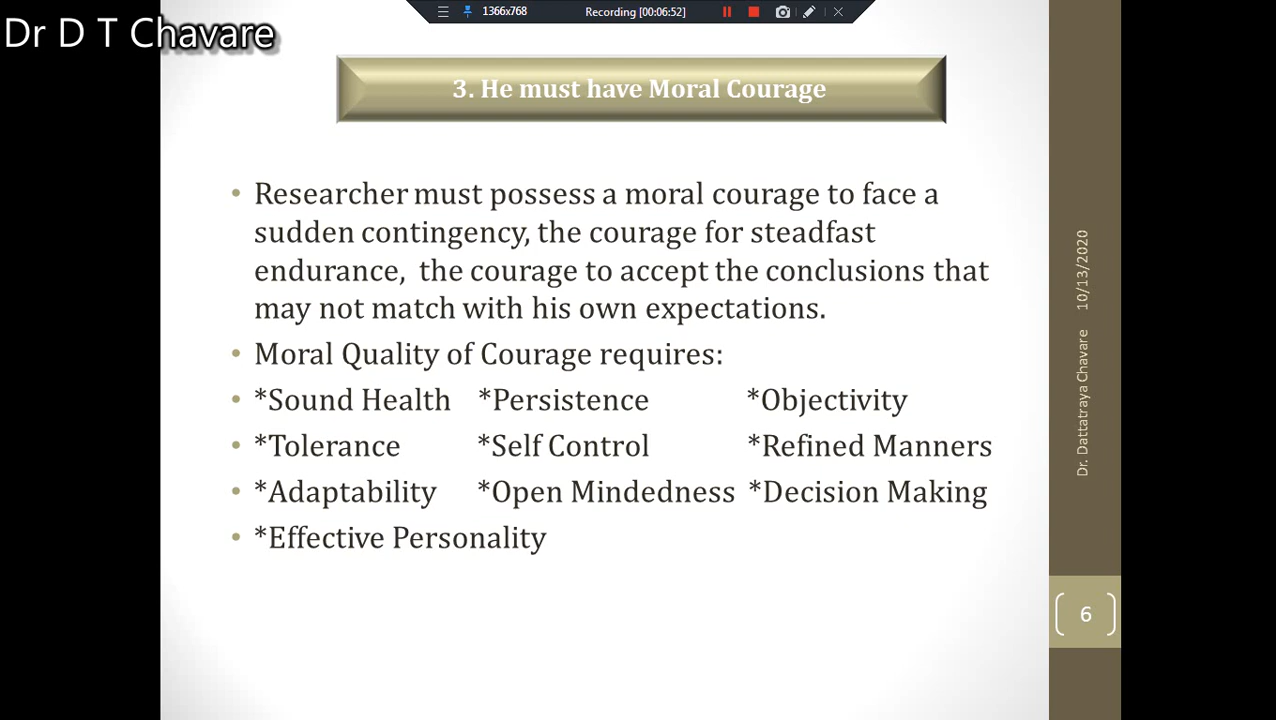 Dr D T Chavare
1366x768 Recording [00:06:52]
3. He must have Moral Courage
• Researcher must possess a moral courage to face a
sudden contingency, the courage for steadfast
endurance, the courage to accept the conclusions that
may not match with his own expectations.
• Moral Quality of Courage requires:
• *Sound Health *Persistence *Objectivity
• *Tolerance *Self Control *Refined Manners
• *Adaptability *Open Mindedness *Decision Making
• *Effective Personality
Dr. Dattatraya Chavare 10/13/2020
6